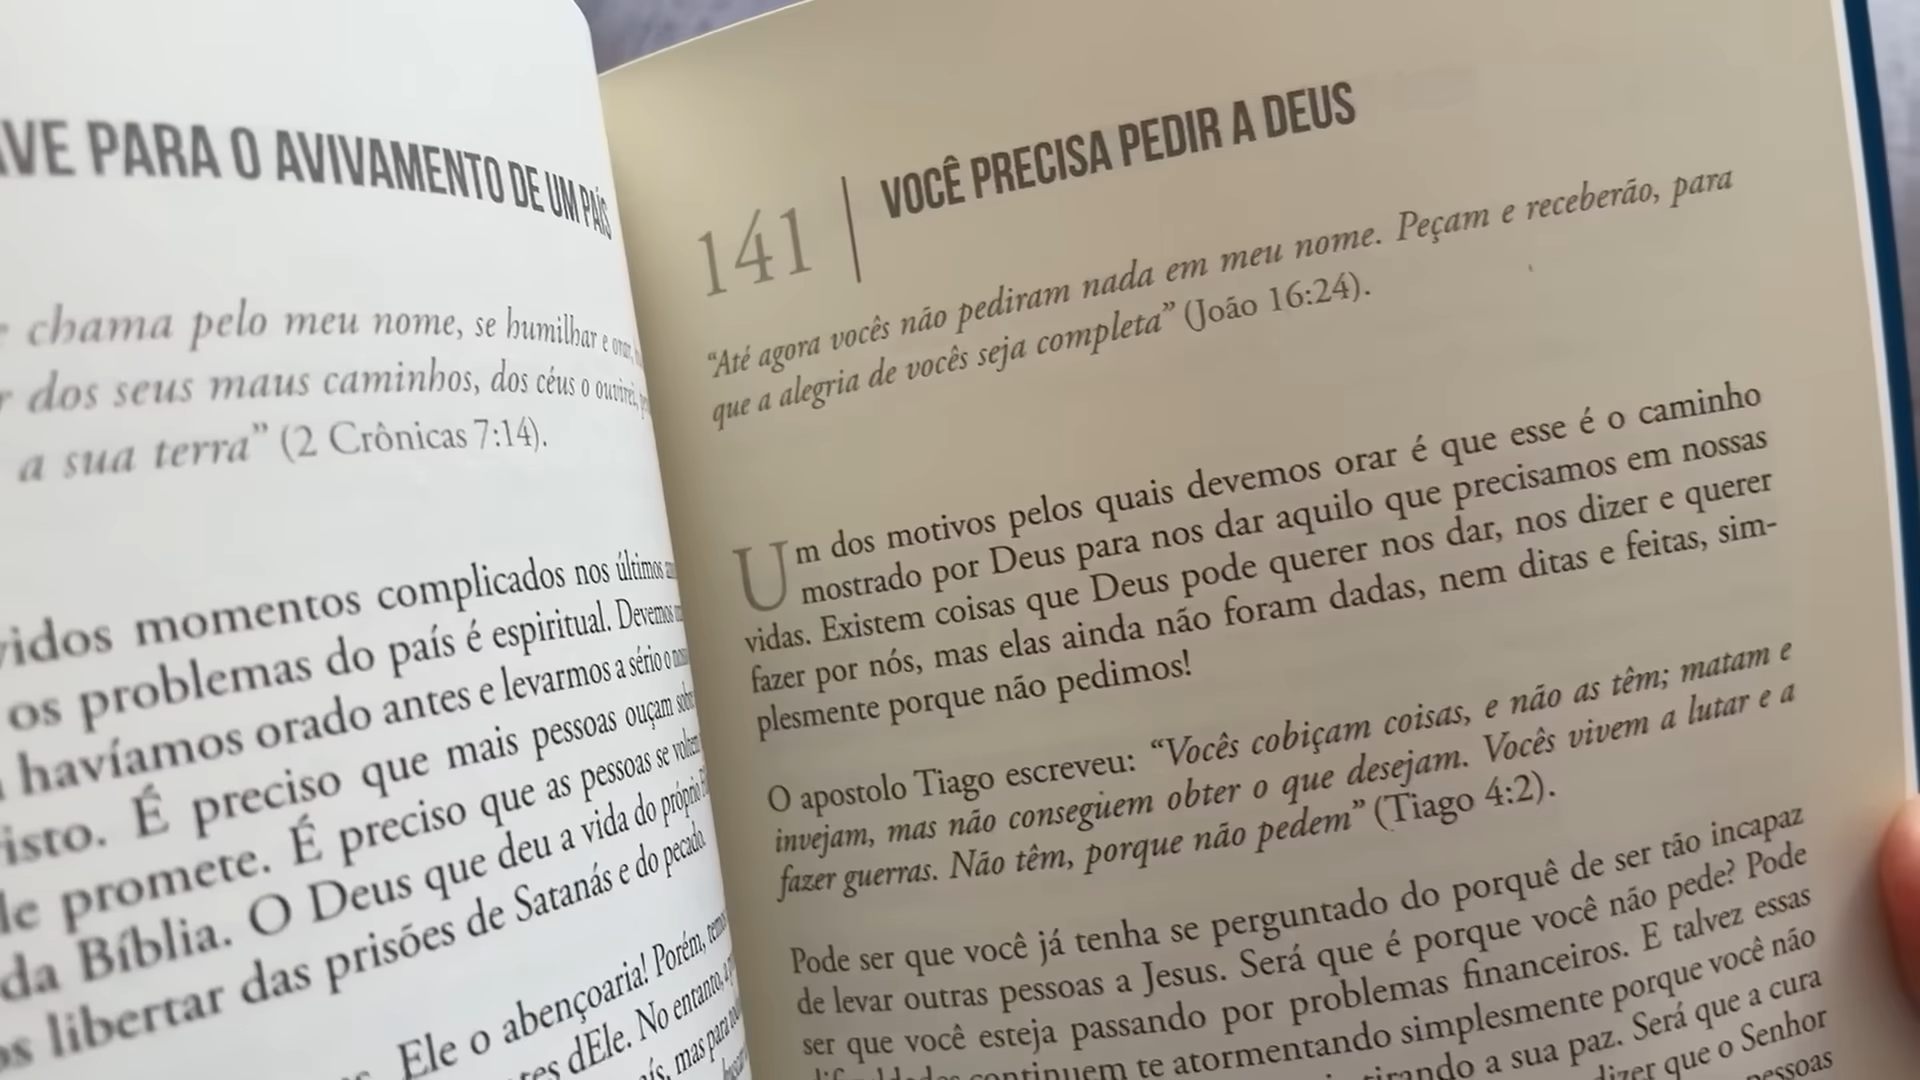 PARA O AVIVAMENTO DE UM PAÍS
chama pelo meu nome, se humilhar e
dos seus maus caminhos, dos céus o ouvirei,
a sua terra” (2 Crônicas 7:14).
momentos complicados nos últimos
os problemas do país é espiritual. Devemos
havíamos orado antes e levarmos a sério o
É preciso que mais pessoas ouçam
promete. É preciso que as pessoas se voltem
da Bíblia. O Deus que deu a vida do próprio
libertar das prisões de Satanás e do pecado.
Ele o abençoaria! Porém, temos
dEle. No entanto,
mas para
141 | VOCÊ PRECISA PEDIR A DEUS
“Até agora vocês não pediram nada em meu nome. Peçam e receberão, para
que a alegria de vocês seja completa” (João 16:24).
Um dos motivos pelos quais devemos orar é que esse é o caminho
mostrado por Deus para nos dar aquilo que precisamos em nossas
vidas. Existem coisas que Deus pode querer nos dar, nos dizer e querer
fazer por nós, mas elas ainda não foram dadas, nem ditas e feitas, sim-
plesmente porque não pedimos!
O apostolo Tiago escreveu: “Vocês cobiçam coisas, e não as têm; matam e
invejam, mas não conseguem obter o que desejam. Vocês vivem a lutar e a
fazer guerras. Não têm, porque não pedem” (Tiago 4:2).
Pode ser que você já tenha se perguntado do porquê de ser tão incapaz
de levar outras pessoas a Jesus. Será que é porque você não pede? Pode
ser que você esteja passando por problemas financeiros. E talvez essas
continuem te atormentando simplesmente porque você não
a sua paz. Será que a cura
dizer que o Senhor
pessoas